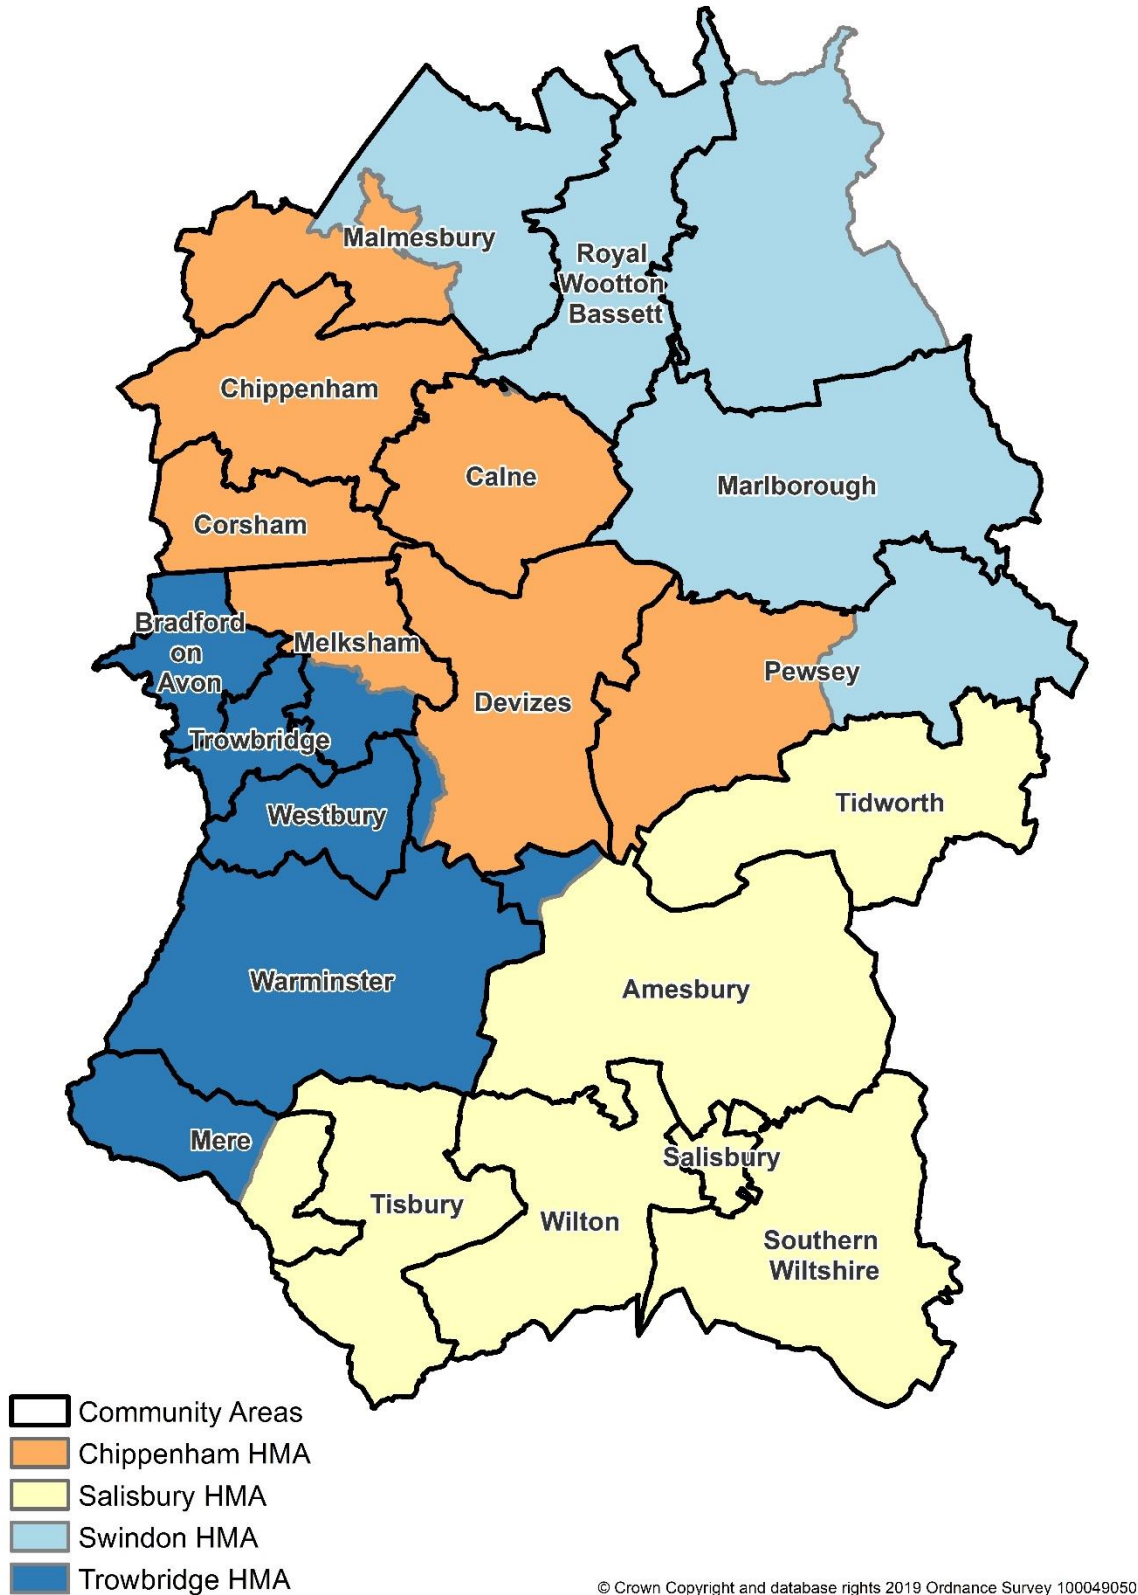 Malmesbury
Royal
Wootton
Bassett
Chippenham
Calne
Marlborough
Corsham
Bradford
on
Avon
Melksham
Pewsey
Devizes
Trowbridge
Westbury
Tidworth
Warminster
Amesbury
Mere
Salisbury
Tisbury
Wilton
Southern
Wiltshire
Community Areas
Chippenham HMA
Salisbury HMA
Swindon HMA
Trowbridge HMA
© Crown Copyright and database rights 2019 Ordnance Survey 100049050